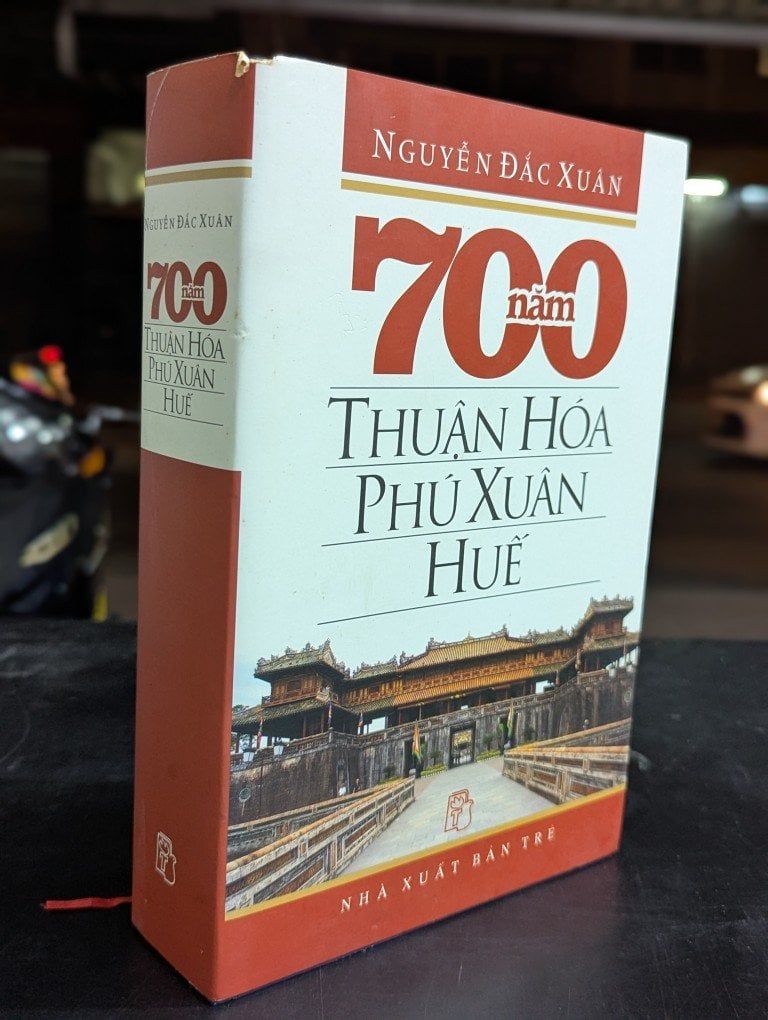 NGUYỄN ĐẮC XUÂN
700
năm
THUẬN HÓA
PHÚ XUÂN
HUẾ
NHÀ XUẤT BẢN TRẺ
NGUYỄN ĐẮC XUÂN
700
năm
THUẬN HÓA
PHÚ XUÂN
HUẾ